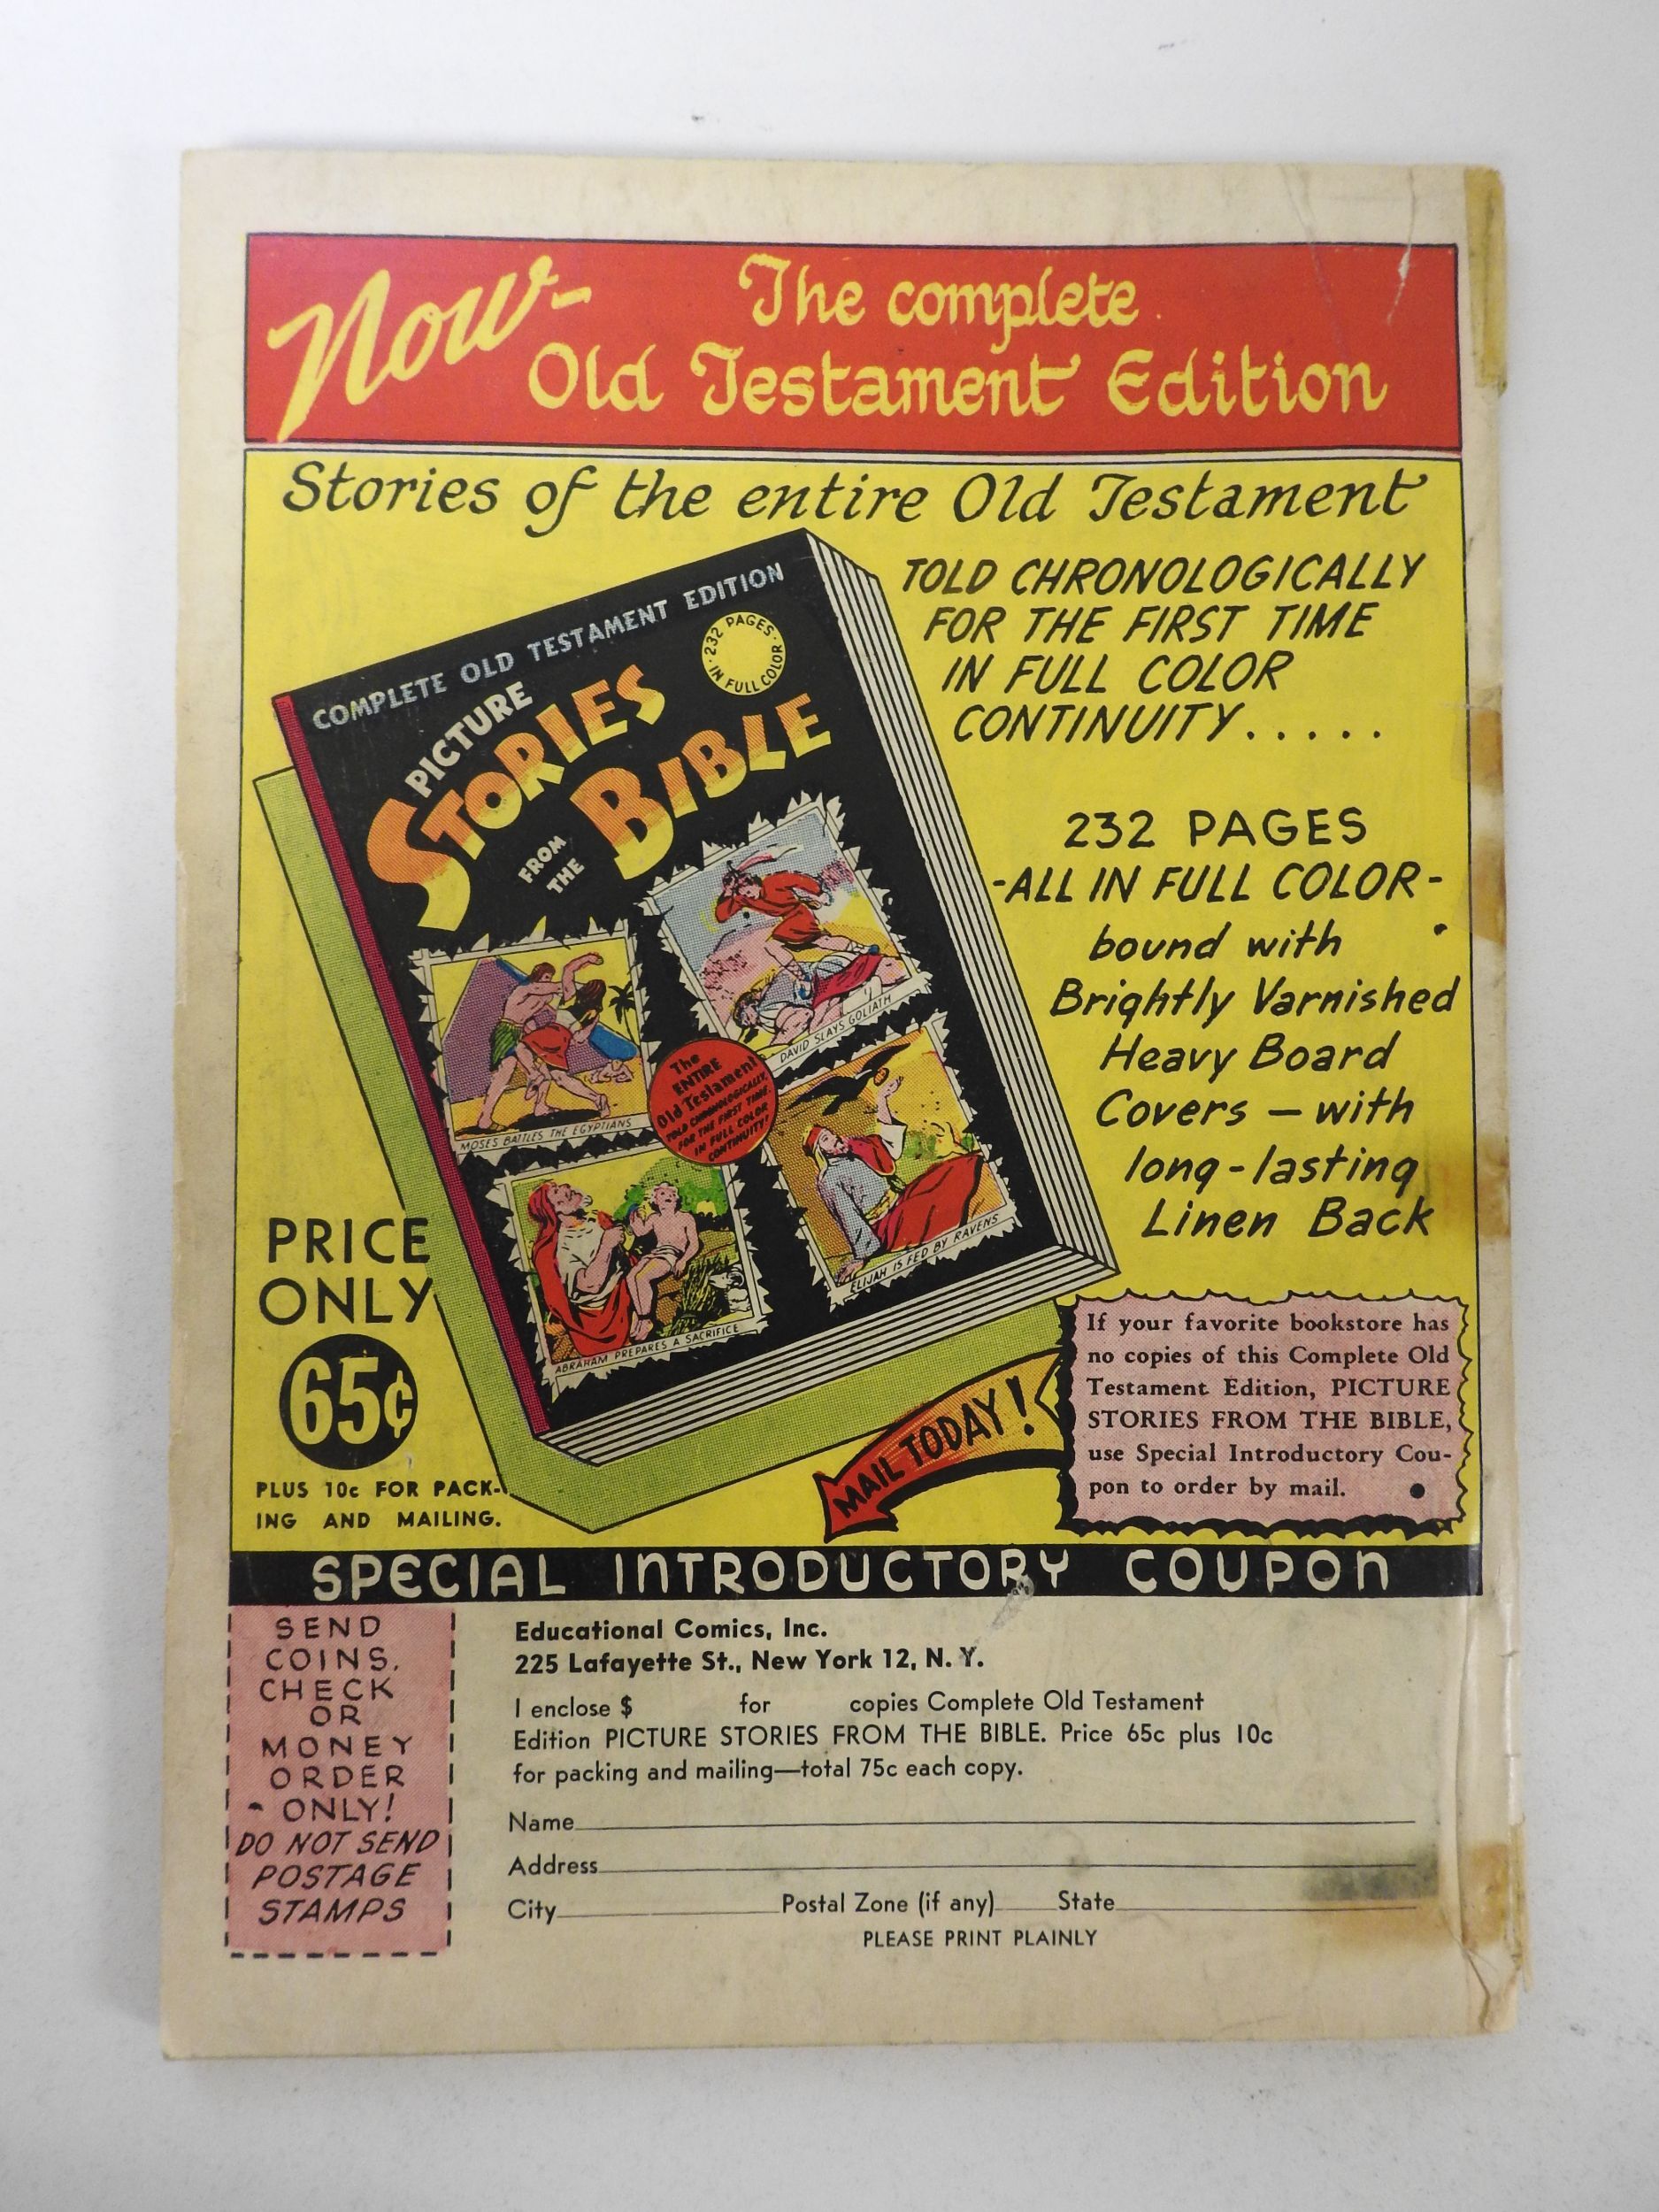 Now-
The complete
Old Testament Edition
Stories of the entire Old Testament
TOLD CHRONOLOGICALLY
FOR THE FIRST TIME
IN FULL COLOR
CONTINUITY.....
COMPLETE OLD TESTAMENT EDITION
232 PAGES
IN FULL COLOR
PICTURE
STORIES
FROM
THE
BIBLE
DAVID SLAYS GOLIATH
MOSES BATTLES THE EGYPTIANS
The
ENTIRE
Old Testament
TOLD CHRONOLOGICALLY,
FOR THE FIRST TIME,
IN FULL COLOR
CONTINUITY!
ELIJAH IS FED BY RAVENS
ABRAHAM PREPARES A SACRIFICE
232 PAGES
-ALL IN FULL COLOR-
bound with
Brightly Varnished
Heavy Board
Covers - with
long-lasting
Linen Back
PRICE
ONLY
65¢
PLUS 10c FOR PACK-
ING AND MAILING.
MAIL TODAY!
If your favorite bookstore has
no copies of this Complete Old
Testament Edition, PICTURE
STORIES FROM THE BIBLE,
use Special Introductory Cou-
pon to order by mail.
SPECIAL INTRODUCTORY COUPON
SEND
COINS,
CHECK
OR
MONEY
ORDER
ONLY!
DO NOT SEND
POSTAGE
STAMPS
Educational Comics, Inc.
225 Lafayette St., New York 12, N. Y.
I enclose $ for copies Complete Old Testament
Edition PICTURE STORIES FROM THE BIBLE. Price 65c plus 10c
for packing and mailing—total 75c each copy.
Name
Address
City Postal Zone (if any) State
PLEASE PRINT PLAINLY